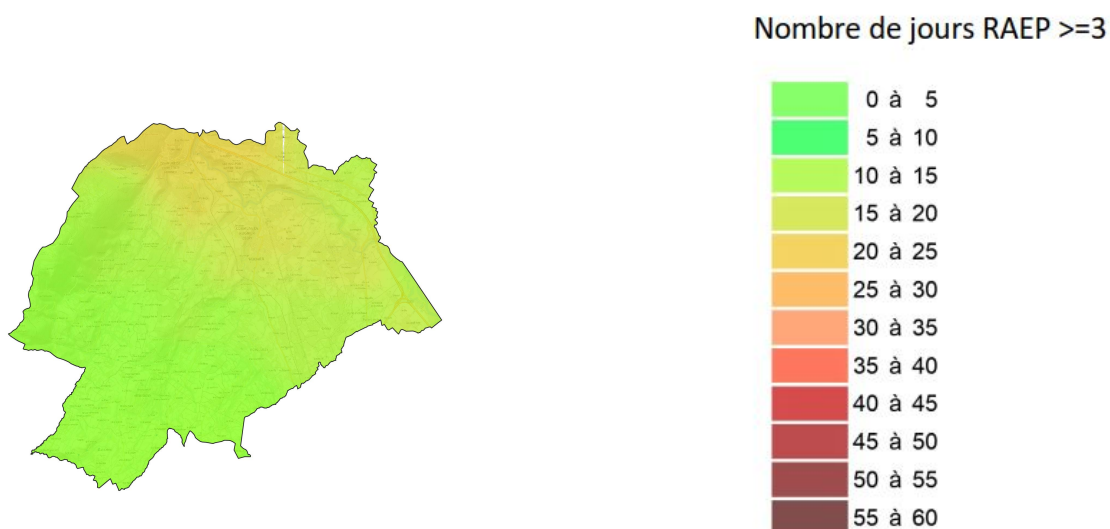 Nombre de jours RAEP >=3
0 à 5
5 à 10
10 à 15
15 à 20
20 à 25
25 à 30
30 à 35
35 à 40
40 à 45
45 à 50
50 à 55
55 à 60